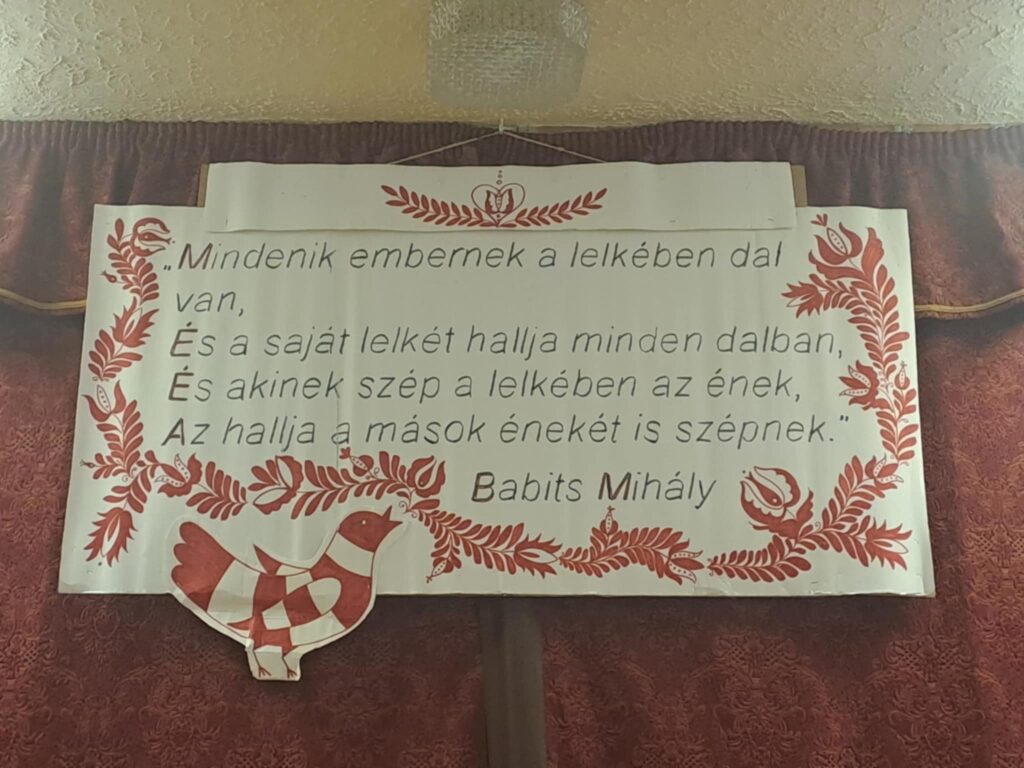 „Mindenik embernek a lelkében dal
van,
És a saját lelkét hallja minden dalban,
És akinek szép a lelkében az ének,
Az hallja a mások énekét is szépnek."
Babits Mihály